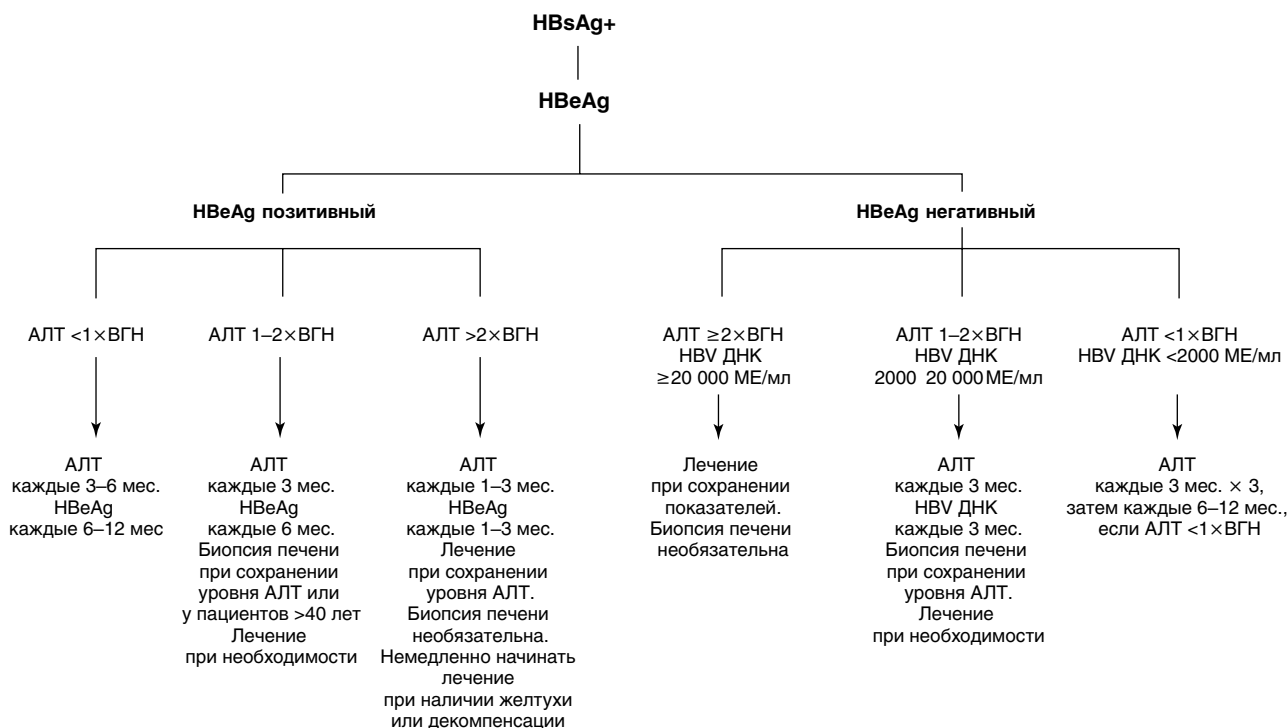 HBsAg+
HBeAg
HBeAg позитивный
HBeAg негативный
АЛТ <1×ВГН
АЛТ
каждые 3–6 мес.
HBeAg
каждые 6–12 мес
АЛТ 1–2×ВГН
АЛТ
каждые 3 мес.
HBeAg
каждые 6 мес.
Биопсия печени
при сохранении
уровня АЛТ или
у пациентов >40 лет
Лечение
при необходимости
АЛТ >2×ВГН
АЛТ
каждые 1–3 мес.
HBeAg
каждые 1–3 мес.
Лечение
при сохранении
уровня АЛТ.
Биопсия печени
необязательна.
Немедленно начинать
лечение
при наличии желтухи
или декомпенсации
АЛТ ≥2×ВГН
HBV ДНК
≥20 000 МЕ/мл
Лечение
при сохранении
показателей.
Биопсия печени
необязательна
АЛТ 1–2×ВГН
HBV ДНК
2000 20 000 МЕ/мл
АЛТ
каждые 3 мес.
HBV ДНК
каждые 3 мес.
Биопсия печени
при сохранении
уровня АЛТ.
Лечение
при необходимости
АЛТ <1×ВГН
HBV ДНК <2000 МЕ/мл
АЛТ
каждые 3 мес. × 3,
затем каждые 6–12 мес.,
если АЛТ <1×ВГН